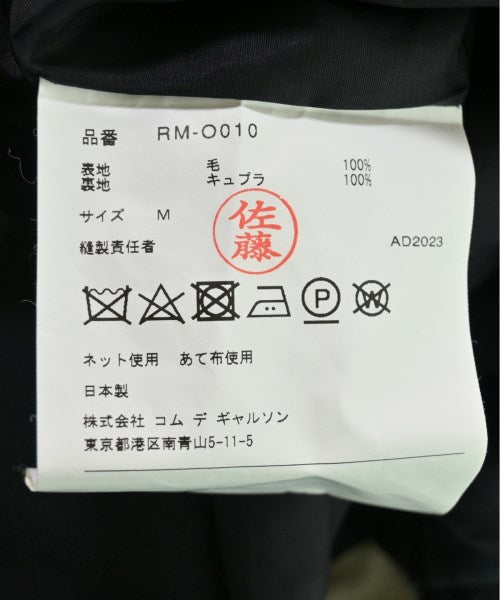 品番 RM-O010
表地 毛 100%
裏地 キュプラ 100%
サイズ M
佐藤
縫製責任者 AD2023
P W
ネット使用 あて布使用
日本製
株式会社 コム デ ギャルソン
東京都港区南青山5-11-5